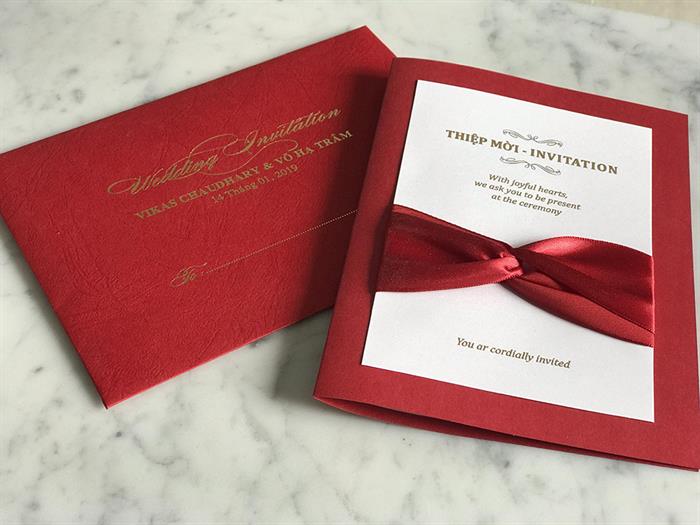 Wedding Invitation
VIKAS CHAUDHARY & VÕ HẠ TRÂM
14 Tháng 01, 2019
To:
THIỆP MỜI - INVITATION
With joyful hearts,
we ask you to be present
at the ceremony
You ar cordially invited